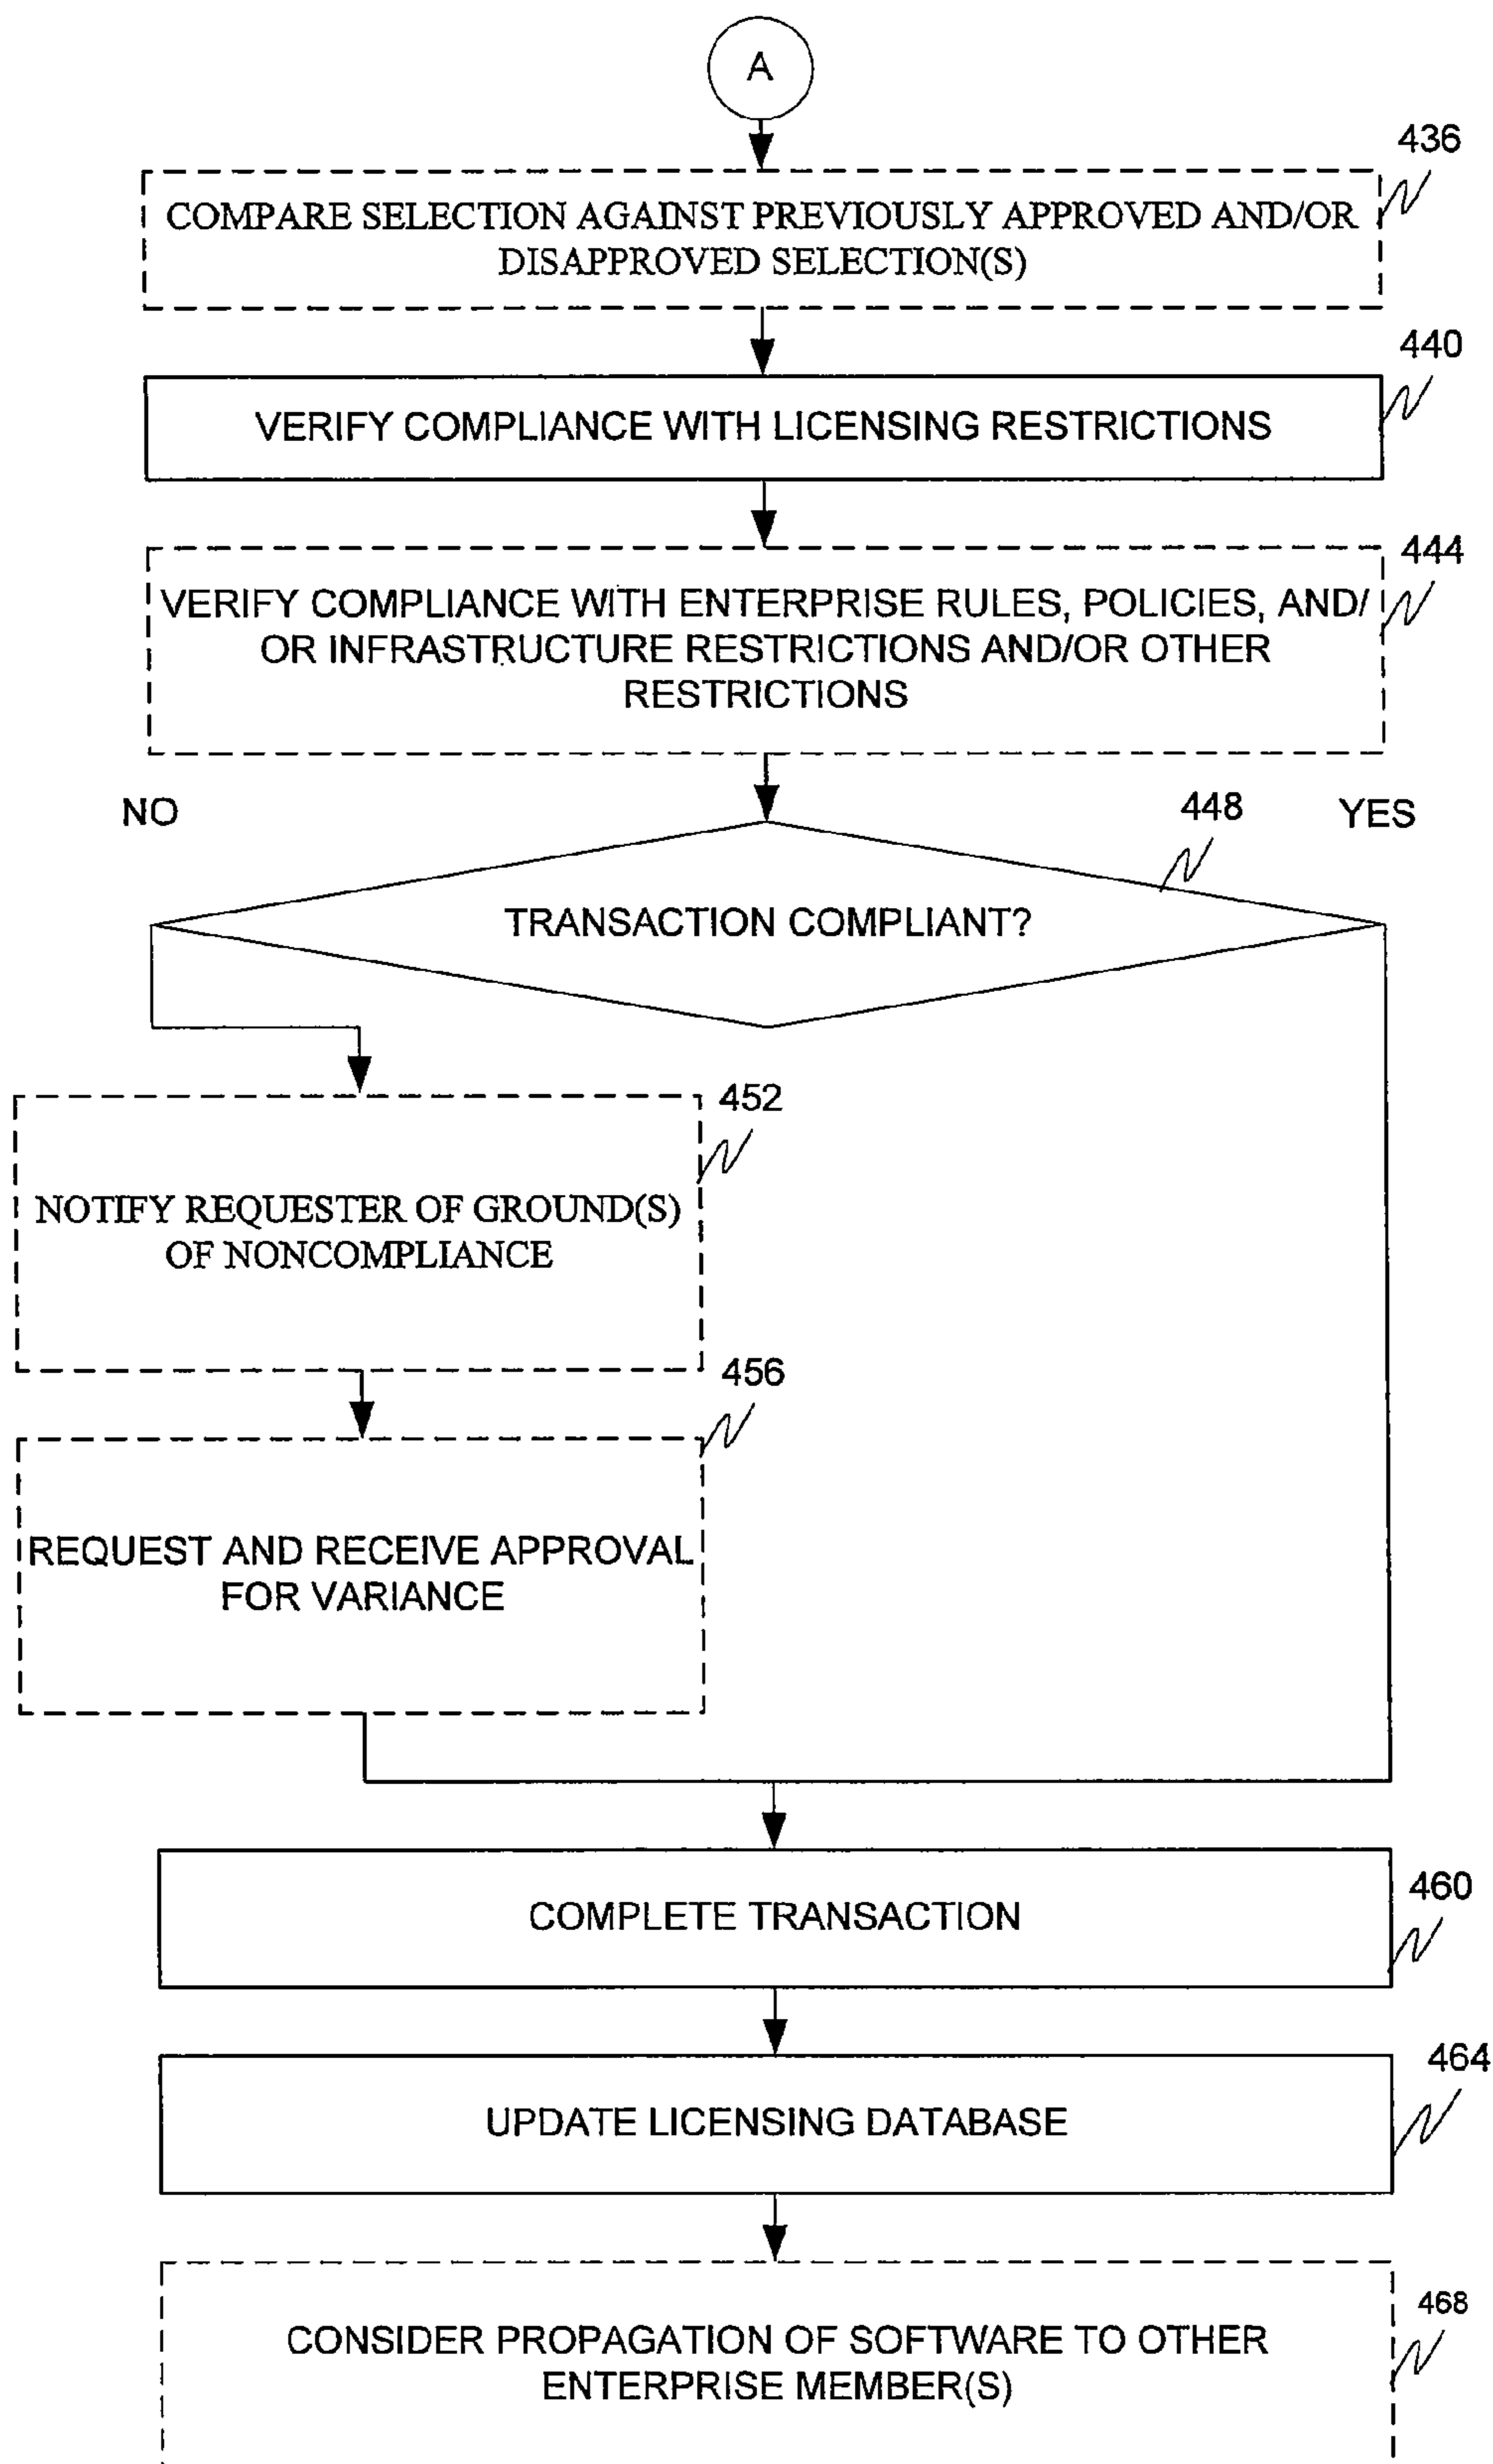 A
436
COMPARE SELECTION AGAINST PREVIOUSLY APPROVED AND/OR
DISAPPROVED SELECTION(S)
440
VERIFY COMPLIANCE WITH LICENSING RESTRICTIONS
444
VERIFY COMPLIANCE WITH ENTERPRISE RULES, POLICIES, AND/
OR INFRASTRUCTURE RESTRICTIONS AND/OR OTHER
RESTRICTIONS
NO
448
YES
TRANSACTION COMPLIANT?
452
NOTIFY REQUESTER OF GROUND(S)
OF NONCOMPLIANCE
456
REQUEST AND RECEIVE APPROVAL
FOR VARIANCE
460
COMPLETE TRANSACTION
464
UPDATE LICENSING DATABASE
468
CONSIDER PROPAGATION OF SOFTWARE TO OTHER
ENTERPRISE MEMBER(S)